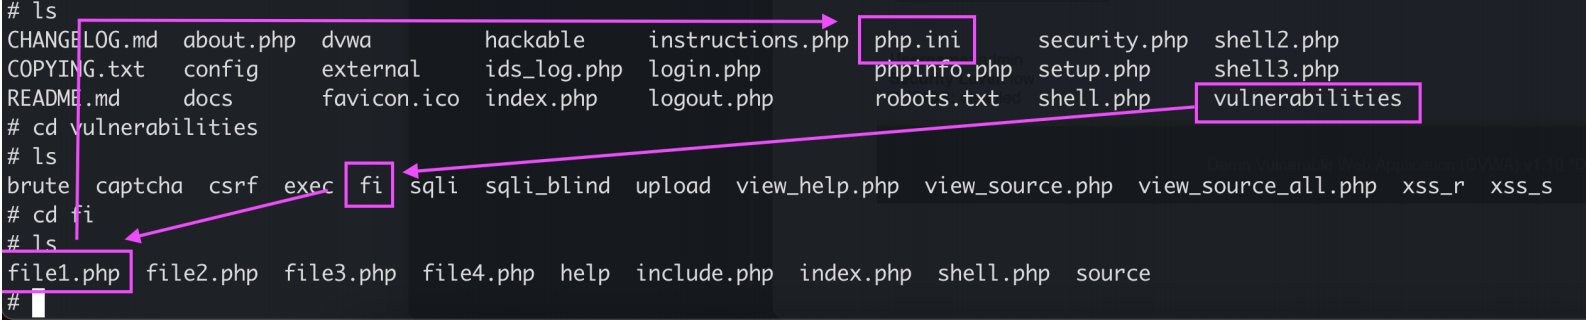 # ls
CHANGELOG.md about.php dvwa hackable instructions.php php.ini security.php shell2.php
COPYING.txt config external ids_log.php login.php phpinfo.php setup.php shell3.php
README.md docs favicon.ico index.php logout.php robots.txt shell.php vulnerabilities
# cd vulnerabilities
# ls
brute captcha csrf exec fi sqli sqli_blind upload view_help.php view_source.php view_source_all.php xss_r xss_s
# cd fi
# ls
file1.php file2.php file3.php file4.php help include.php index.php shell.php source
#